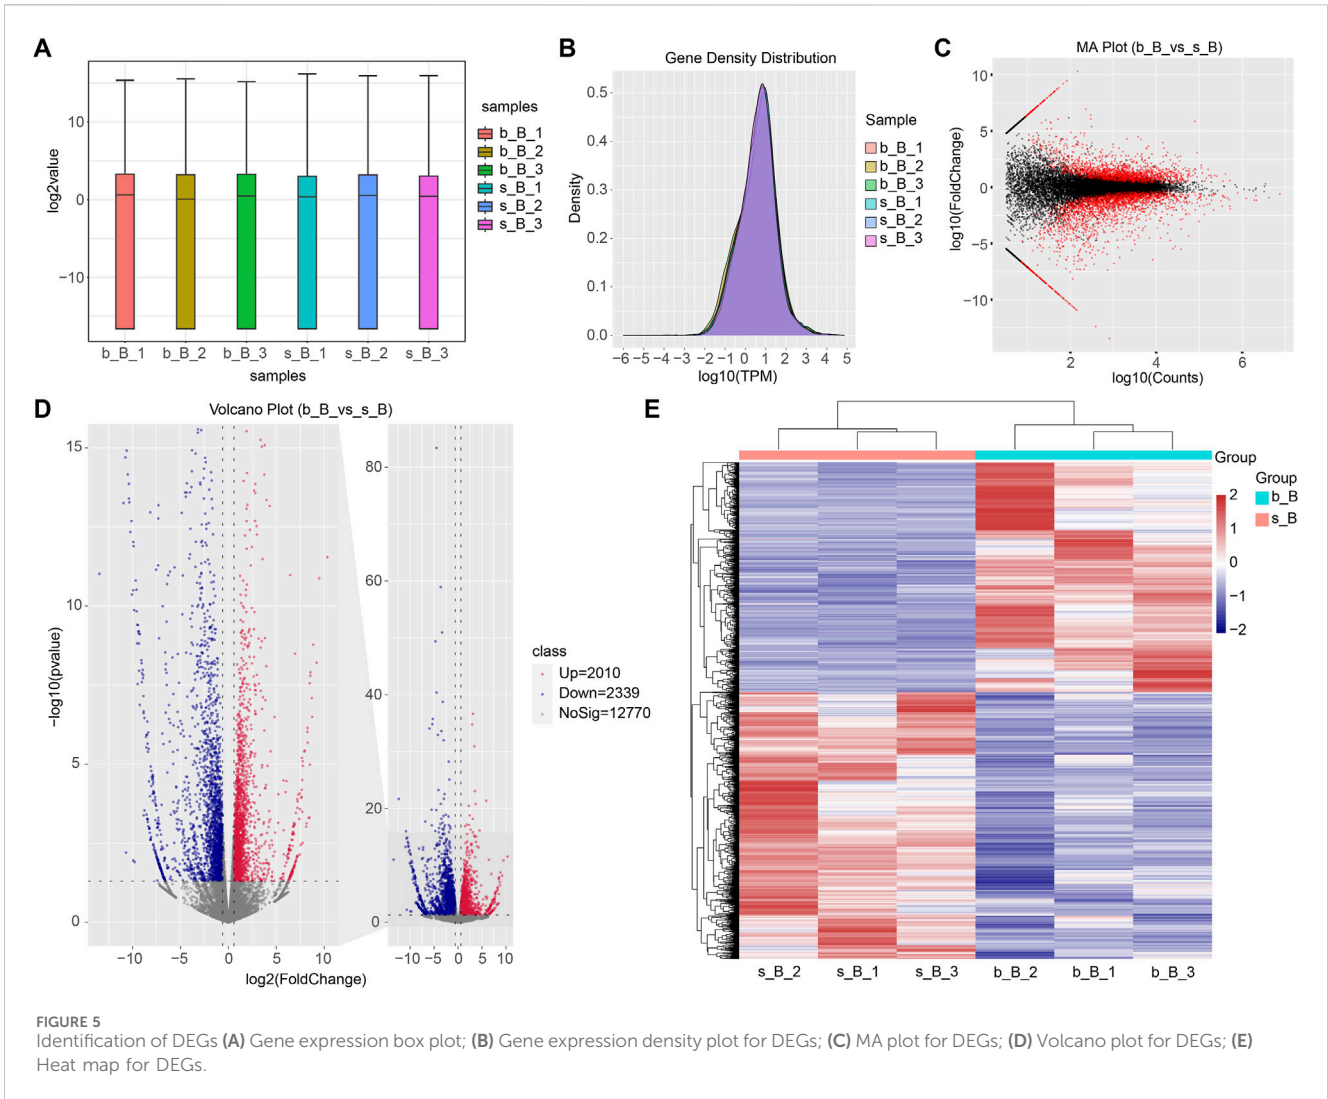 A
log2value
10
0
−10
b_B_1
b_B_2
b_B_3
s_B_1
s_B_2
s_B_3
samples
samples
b_B_1
b_B_2
b_B_3
s_B_1
s_B_2
s_B_3
B
Gene Density Distribution
Density
0.5
0.4
0.3
0.2
0.1
0.0
−6 −5 −4 −3 −2 −1 0 1 2 3 4 5
log10(TPM)
Sample
b_B_1
b_B_2
b_B_3
s_B_1
s_B_2
s_B_3
C
MA Plot (b_B_vs_s_B)
log10(FoldChange)
10
5
0
−5
−10
2 4 6
log10(Counts)
D
Volcano Plot (b_B_vs_s_B)
−log10(pvalue)
15
10
5
0
−10 −5 0 5 10
log2(FoldChange)
80
60
40
20
0
−10 −5 0 5 10
class
Up=2010
Down=2339
NoSig=12770
E
Group
Group
b_B
s_B
2
1
0
−1
−2
s_B_2 s_B_1 s_B_3 b_B_2 b_B_1 b_B_3
FIGURE 5
Identification of DEGs (A) Gene expression box plot; (B) Gene expression density plot for DEGs; (C) MA plot for DEGs; (D) Volcano plot for DEGs; (E)
Heat map for DEGs.